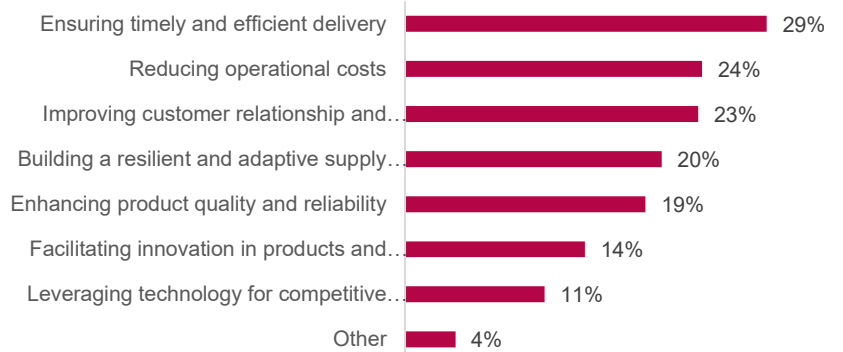 Ensuring timely and efficient delivery 29%
Reducing operational costs 24%
Improving customer relationship and… 23%
Building a resilient and adaptive supply… 20%
Enhancing product quality and reliability 19%
Facilitating innovation in products and… 14%
Leveraging technology for competitive… 11%
Other 4%